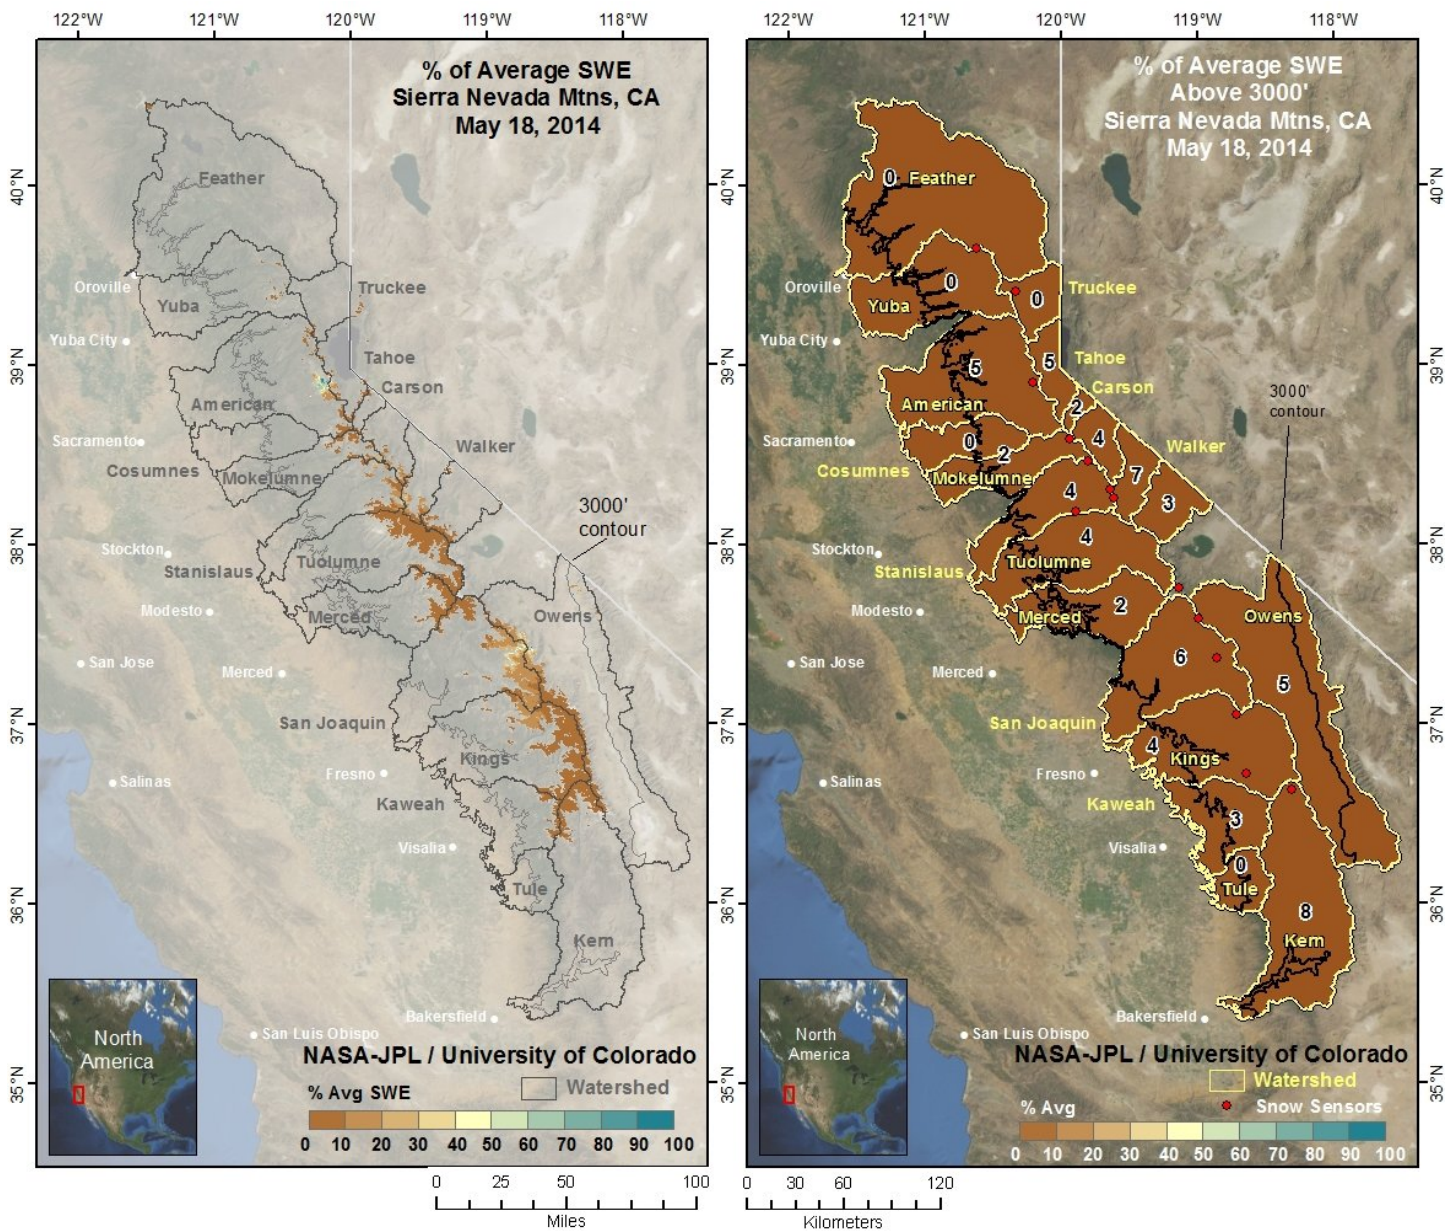 122°W 121°W 120°W 119°W 118°W
% of Average SWE
Sierra Nevada Mtns, CA
May 18, 2014
40°N
39°N
38°N
37°N
36°N
35°N
Feather
Oroville
Yuba
Truckee
Yuba City
Tahoe
Carson
American
Sacramento
Walker
Cosumnes
Mokelumne
3000'
contour
Stockton
Stanislaus
Tuolumne
Modesto
Merced
Owens
San Jose
Merced
San Joaquin
Kings
Salinas
Fresno
Kaweah
Visalia
Tule
Kern
Bakersfield
San Luis Obispo
North
America
NASA-JPL / University of Colorado
% Avg SWE
Watershed
0 10 20 30 40 50 60 70 80 90 100
0 25 50 100
Miles
122°W 121°W 120°W 119°W 118°W
% of Average SWE
Above 3000'
Sierra Nevada Mtns, CA
May 18, 2014
40°N
39°N
38°N
37°N
36°N
35°N
0
Feather
Oroville
Yuba
0
0
Truckee
Yuba City
5
5
Tahoe
Carson
American
2
3000'
contour
Sacramento
0
2
4
Walker
Cosumnes
Mokelumne
7
4
3
Stockton
4
Stanislaus
Tuolumne
Modesto
2
Merced
Owens
San Jose
Merced
6
5
San Joaquin
4
Kings
Salinas
Fresno
Kaweah
3
Visalia
0
Tule
8
Kern
Bakersfield
San Luis Obispo
North
America
NASA-JPL / University of Colorado
Watershed
% Avg
Snow Sensors
0 10 20 30 40 50 60 70 80 90 100
0 30 60 120
Kilometers